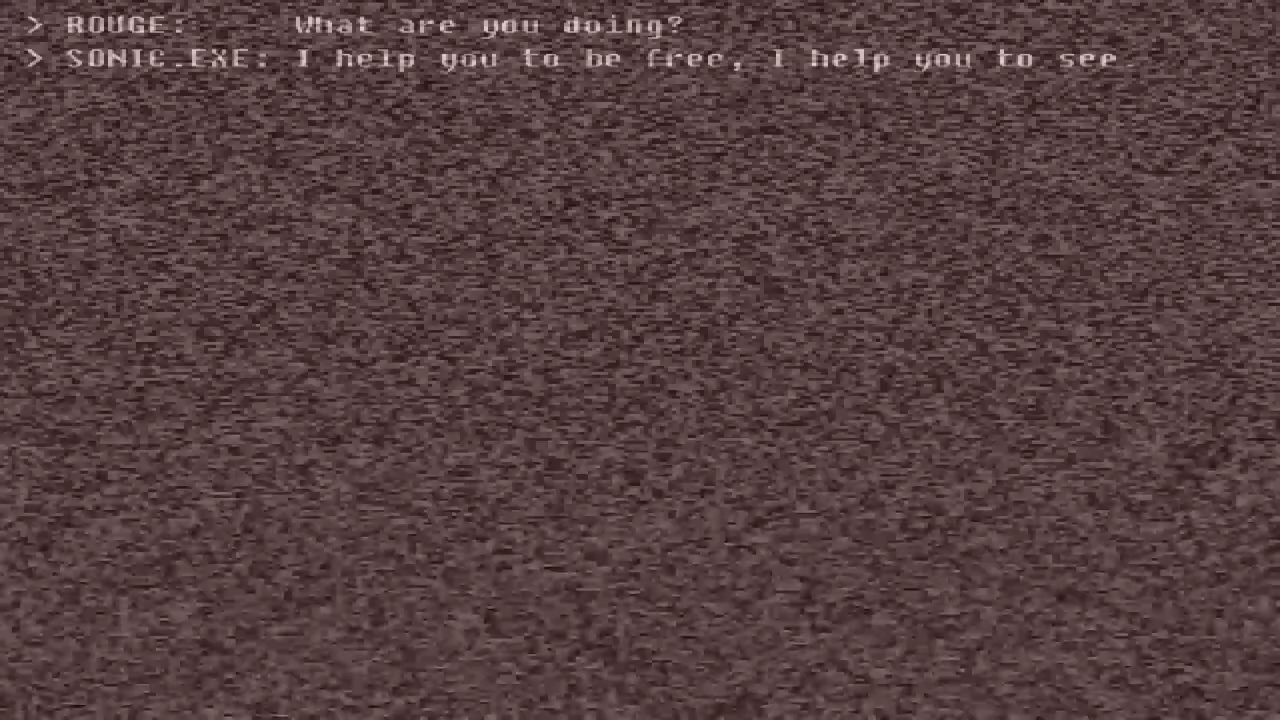 > ROUGE: What are you doing?
> SONIC.EXE: I help you to be free, I help you to see.